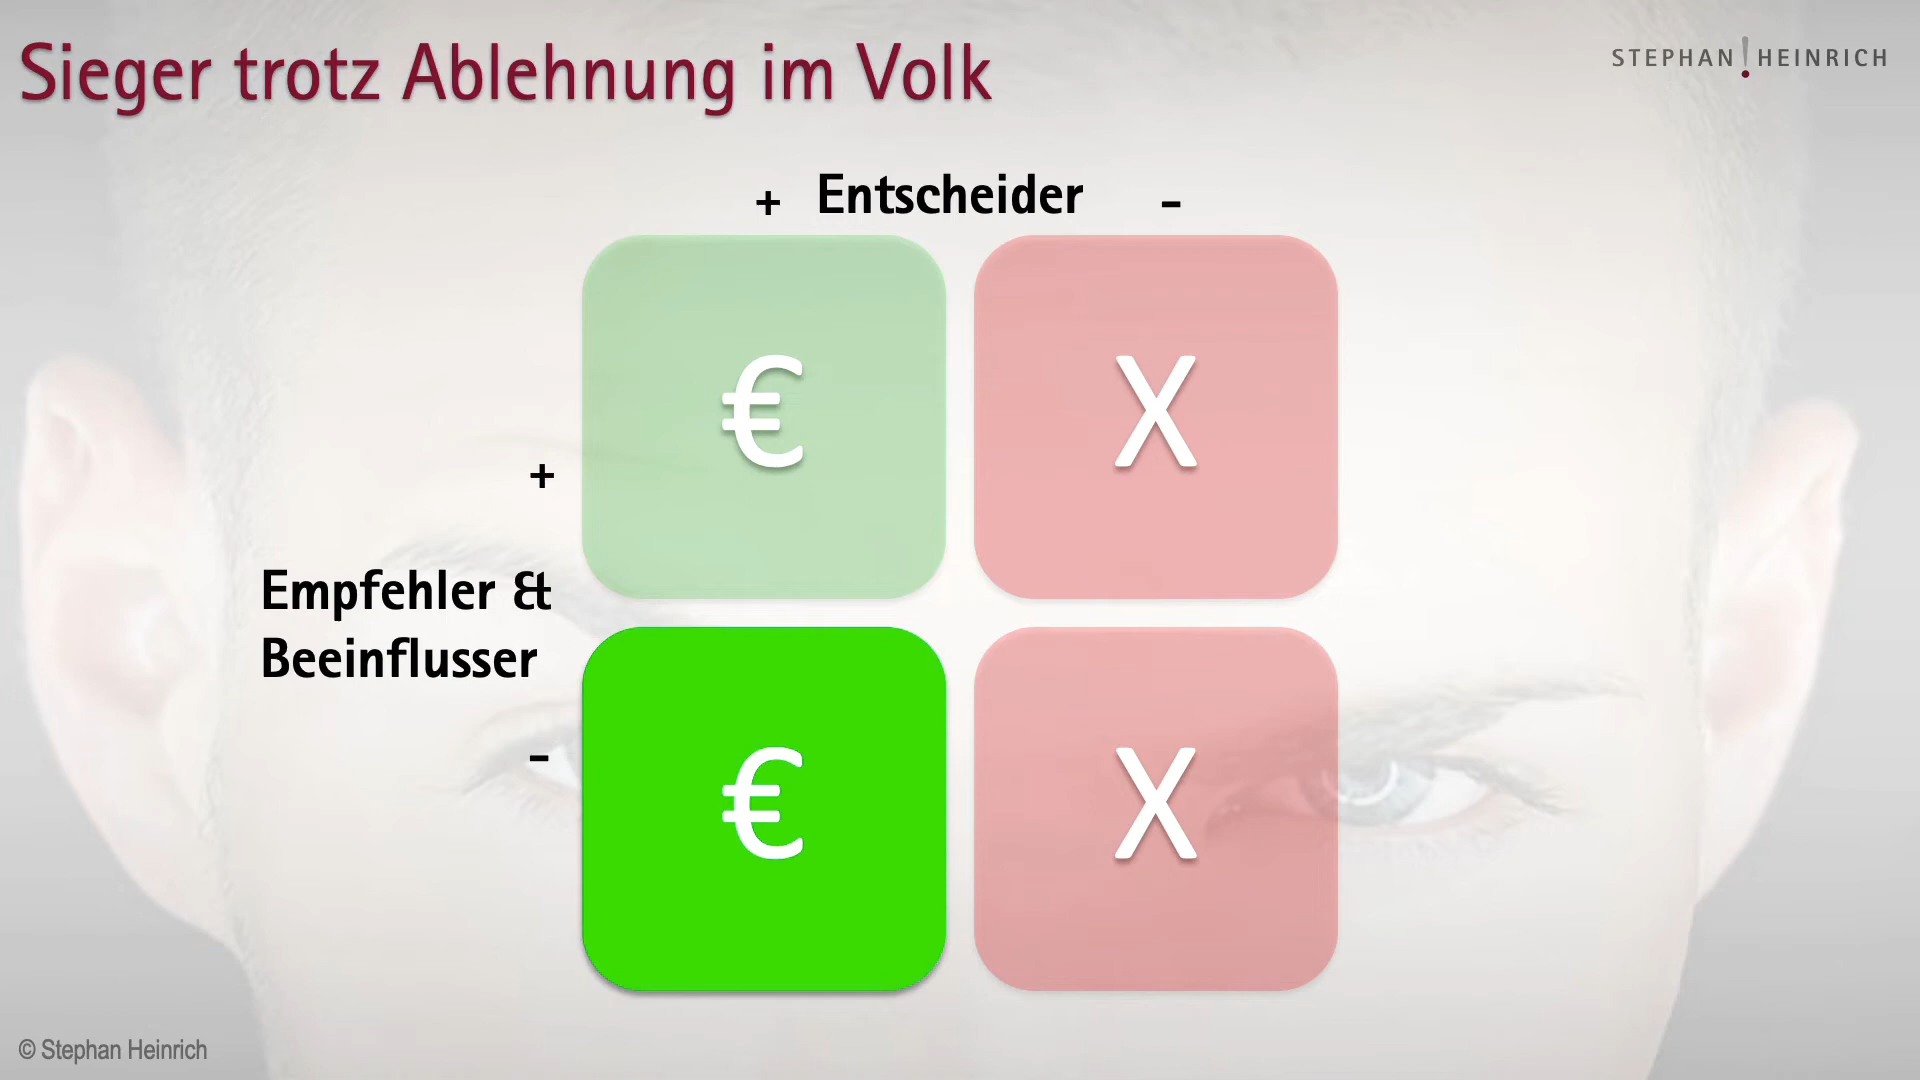 Sieger trotz Ablehnung im Volk
STEPHAN!HEINRICH
+ Entscheider -
€ X
+
Empfehler &
Beeinflusser
-
€ X
© Stephan Heinrich